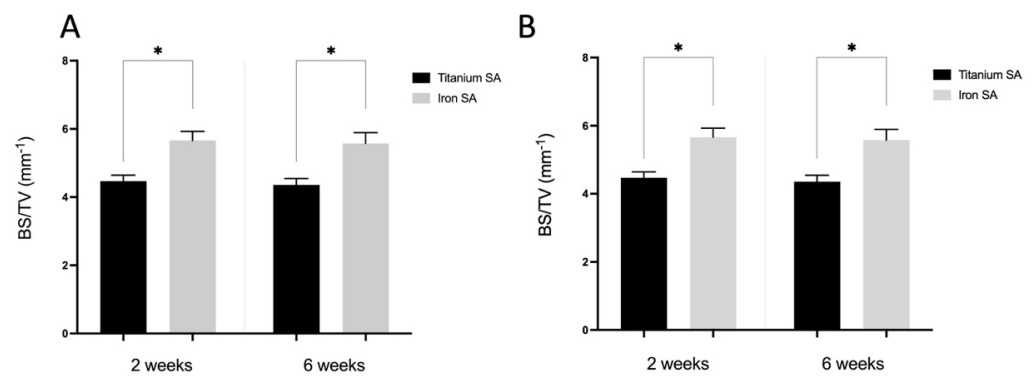 A
*
*
8
6
4
2
0
BS/TV (mm⁻¹)
Titanium SA
Iron SA
2 weeks
6 weeks
B
*
*
8
6
4
2
0
BS/TV (mm⁻¹)
Titanium SA
Iron SA
2 weeks
6 weeks